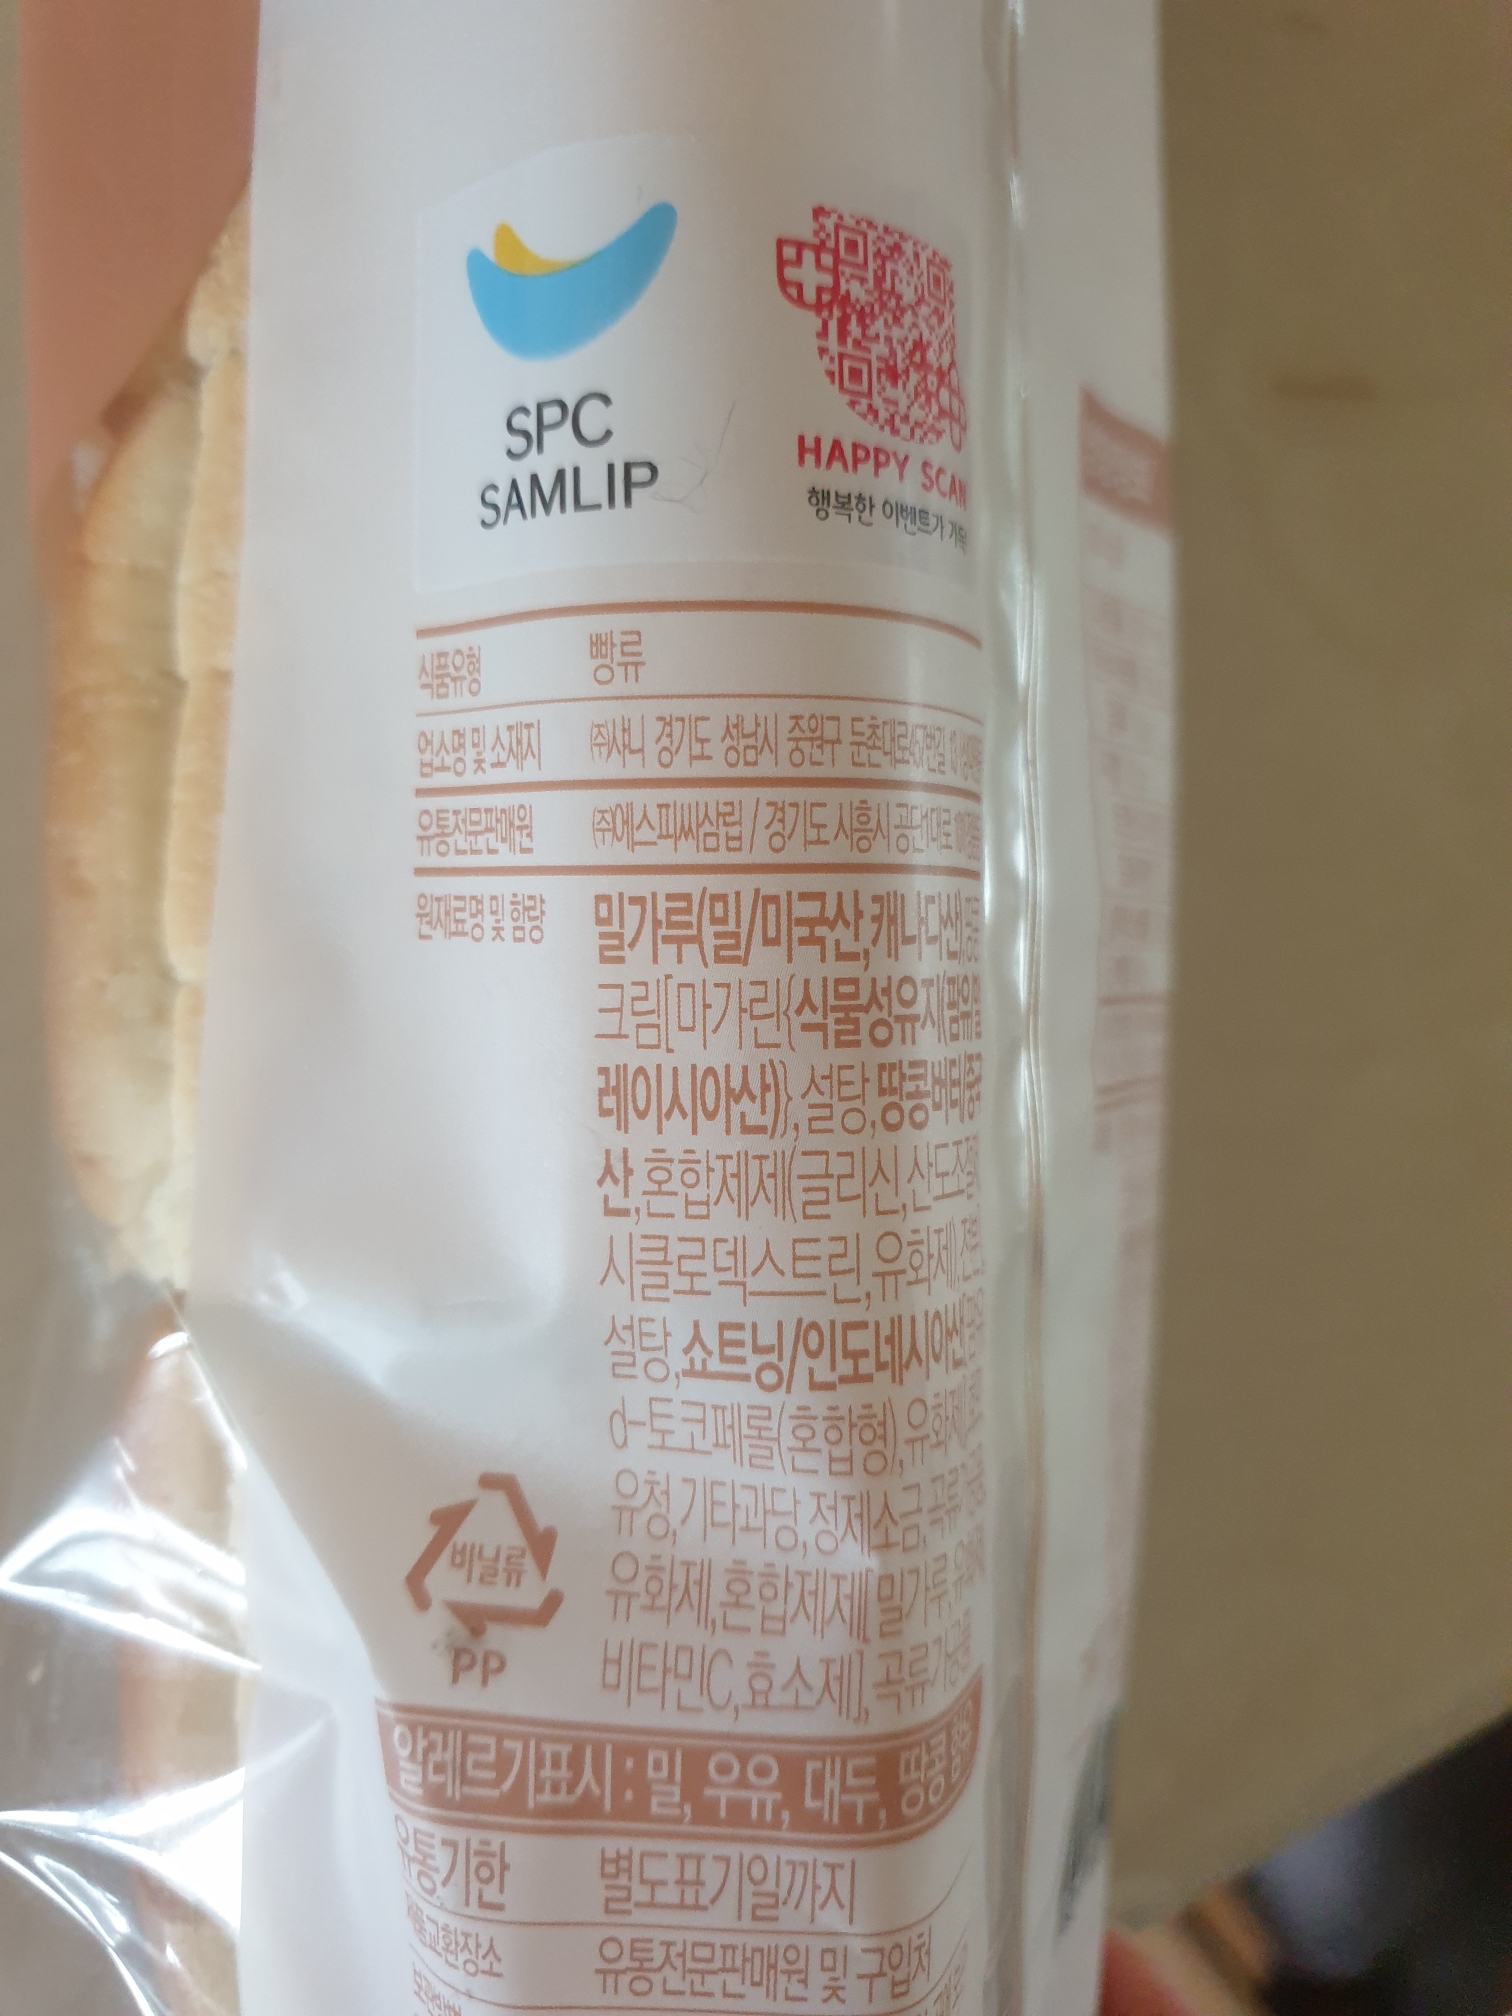 SPC
SAMLIP
HAPPY SCAN
행복한 이벤트가
식품유형 빵류
업소명 및 소재지 ㈜샤니 경기도 성남시 중원구 둔촌대로457번길
유통전문판매원 ㈜에스피씨삼립 / 경기도 시흥시 공단1대로
원재료명 및 함량 밀가루(밀/미국산,캐나다산),
크림[마가린{식물성유지(팜유
레이시아산)},설탕,땅콩버터/중국
산,혼합제제(글리신,산도조절
시클로덱스트린,유화제),
설탕,쇼트닝/인도네시아산
d-토코페롤(혼합형),유화제
유청,기타과당,정제소금,곡류
유화제,혼합제제[밀가루,
비타민C,효소제],곡류가공품
비닐류
PP
알레르기표시 : 밀, 우유, 대두, 땅콩 함유
유통기한 별도표기일까지
교환장소 유통전문판매원 및 구입처